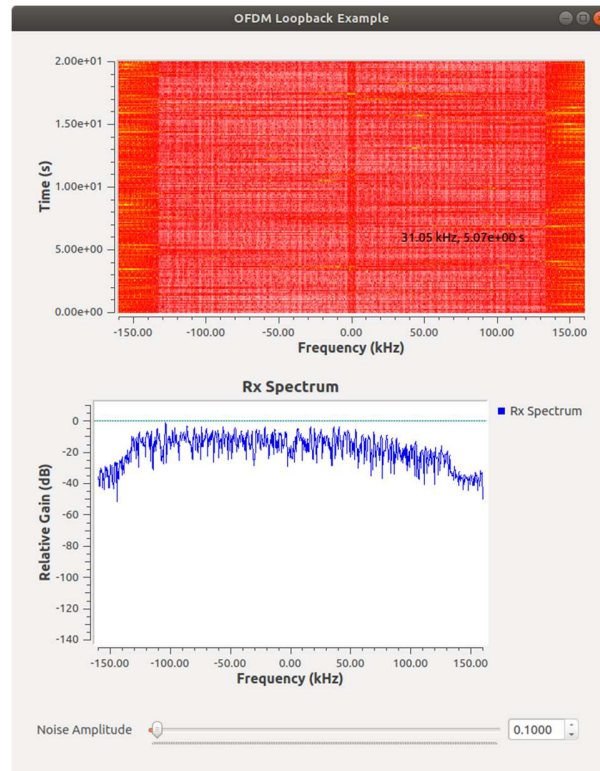 OFDM Loopback Example
2.00e+01
1.50e+01
1.00e+01
5.00e+00
0.00e+00
Time (s)
31.05 kHz, 5.07e+00 s
-150.00 -100.00 -50.00 0.00 50.00 100.00 150.00
Frequency (kHz)
Rx Spectrum
Rx Spectrum
0
-20
-40
-60
-80
-100
-120
-140
Relative Gain (dB)
-150.00 -100.00 -50.00 0.00 50.00 100.00 150.00
Frequency (kHz)
Noise Amplitude 0.1000